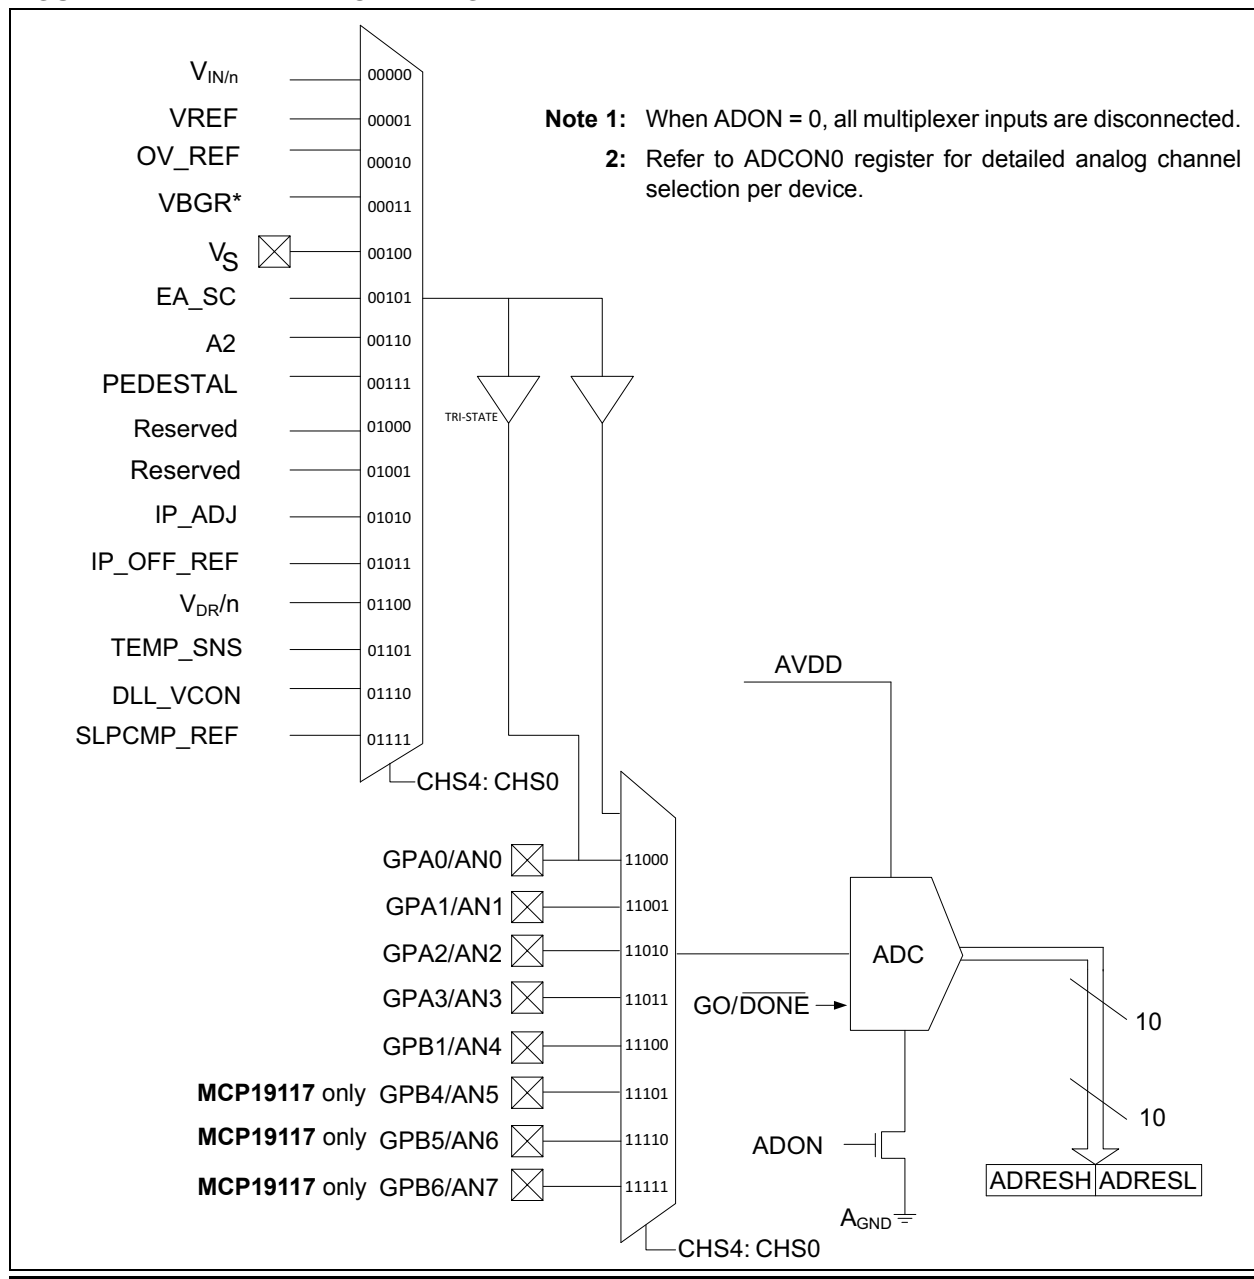 V_IN/n
00000
VREF
00001
OV_REF
00010
VBGR*
00011
V_S
00100
EA_SC
00101
A2
00110
PEDESTAL
00111
Reserved
01000
Reserved
01001
IP_ADJ
01010
IP_OFF_REF
01011
V_DR/n
01100
TEMP_SNS
01101
DLL_VCON
01110
SLPCMP_REF
01111
CHS4: CHS0
Note 1: When ADON = 0, all multiplexer inputs are disconnected.
2: Refer to ADCON0 register for detailed analog channel
selection per device.
TRI-STATE
GPA0/AN0
11000
GPA1/AN1
11001
GPA2/AN2
11010
GPA3/AN3
11011
GPB1/AN4
11100
MCP19117 only GPB4/AN5
11101
MCP19117 only GPB5/AN6
11110
MCP19117 only GPB6/AN7
11111
CHS4: CHS0
AVDD
ADC
GO/DONE
10
10
ADON
A_GND
ADRESH ADRESL